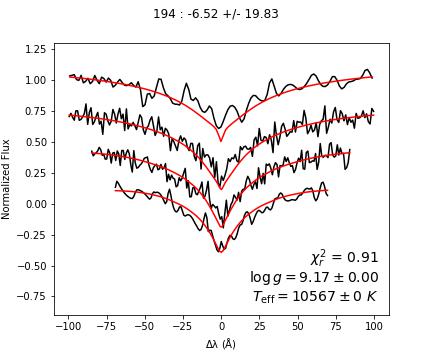 194 : -6.52 +/- 19.83
1.25
1.00
0.75
0.50
0.25
0.00
−0.25
−0.50
−0.75
Normalized Flux
χ²ᵣ = 0.91
log g = 9.17 ± 0.00
T_eff = 10567 ± 0 K
−100 −75 −50 −25 0 25 50 75 100
Δλ (Å)